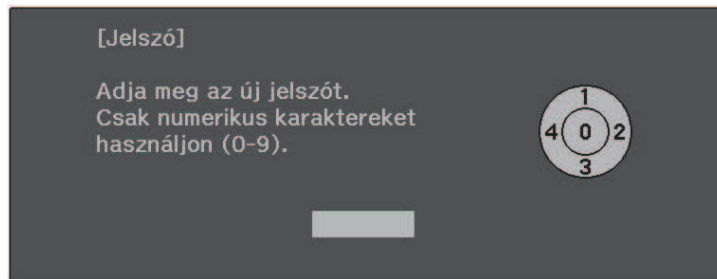 [Jelszó]
Adja meg az új jelszót.
Csak numerikus karaktereket
használjon (0-9).
1
4 0 2
3